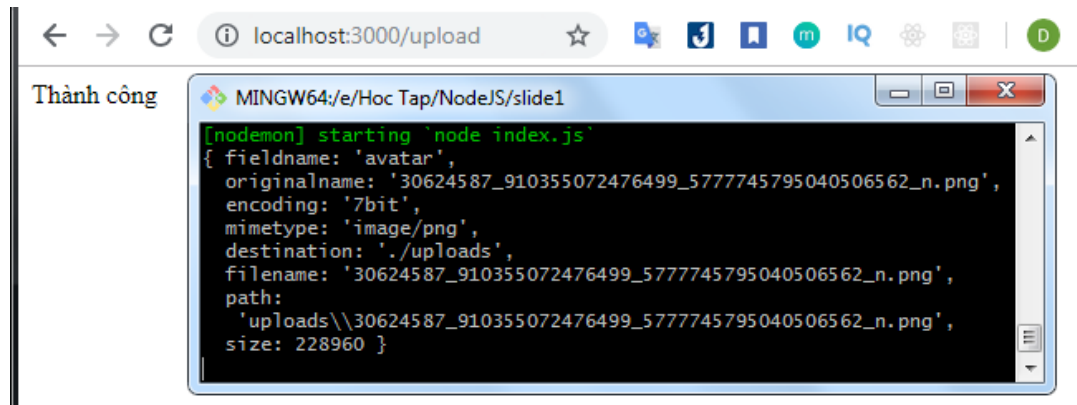 localhost:3000/upload
m
IQ
D
Thành công
MINGW64:/e/Hoc Tap/NodeJS/slide1
[nodemon] starting `node index.js`
{ fieldname: 'avatar',
originalname: '30624587_910355072476499_5777745795040506562_n.png',
encoding: '7bit',
mimetype: 'image/png',
destination: './uploads',
filename: '30624587_910355072476499_5777745795040506562_n.png',
path:
'uploads\\30624587_910355072476499_5777745795040506562_n.png',
size: 228960 }